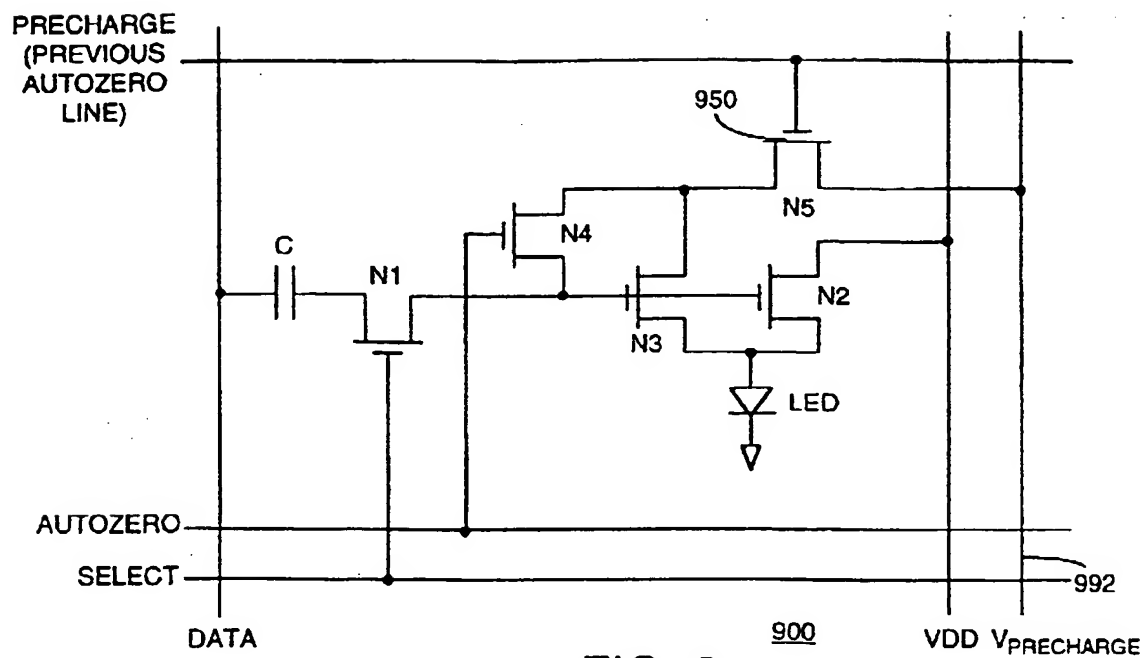 PRECHARGE
(PREVIOUS
AUTOZERO
LINE)
950
N5
N4
C
N1
N2
N3
LED
AUTOZERO
SELECT
992
DATA
900
VDD
VPRECHARGE